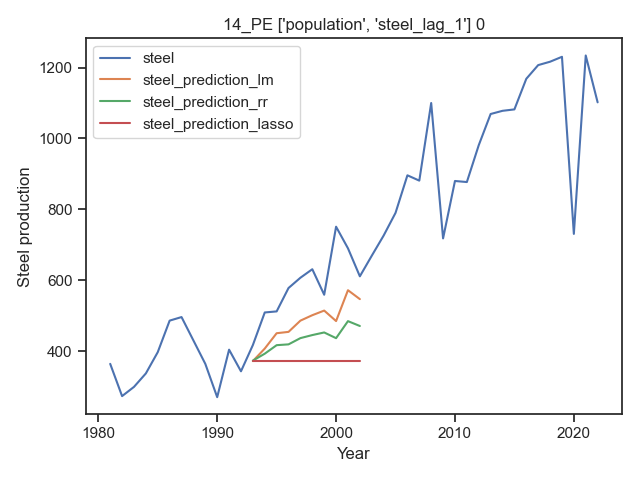 14_PE ['population', 'steel_lag_1'] 0
steel
steel_prediction_lm
steel_prediction_rr
steel_prediction_lasso
Steel production
1200
1000
800
600
400
1980
1990
2000
2010
2020
Year